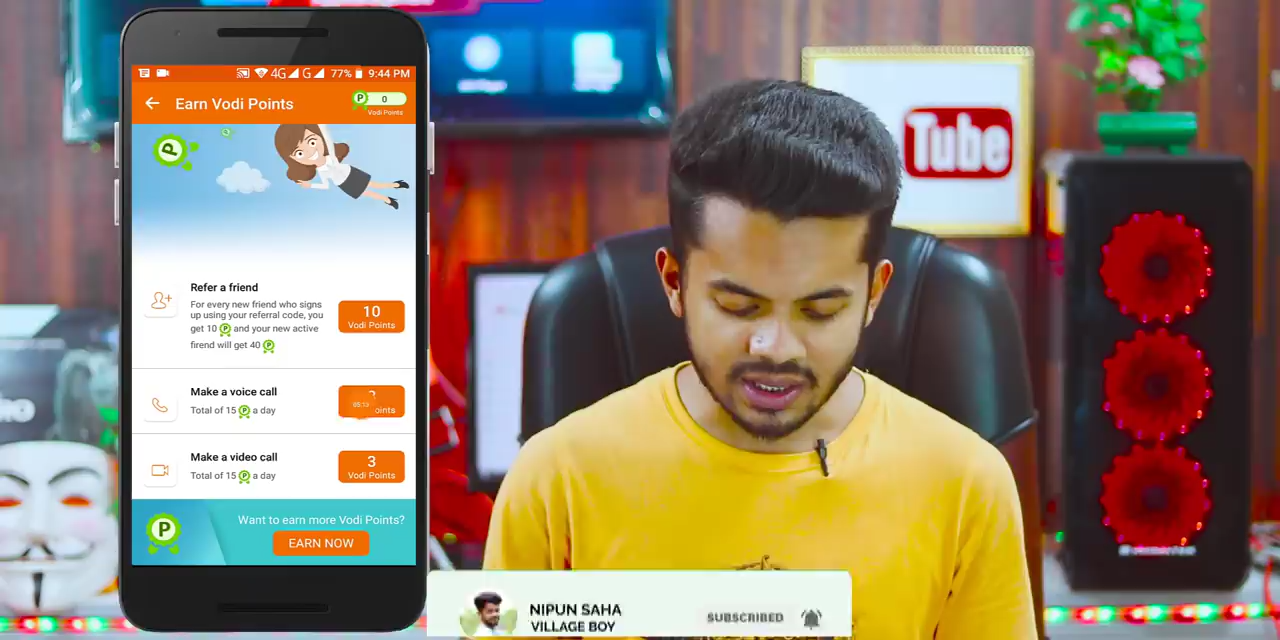 4G G 77% 9:44 PM
Earn Vodi Points
P 0
Vodi Points
P
Refer a friend
For every new friend who signs
up using your referral code, you
get 10 P and your new active
firend will get 40 P
10
Vodi Points
Make a voice call
Total of 15 P a day
oints
Make a video call
Total of 15 P a day
3
Vodi Points
P
Want to earn more Vodi Points?
EARN NOW
Tube
NIPUN SAHA
VILLAGE BOY
SUBSCRIBED